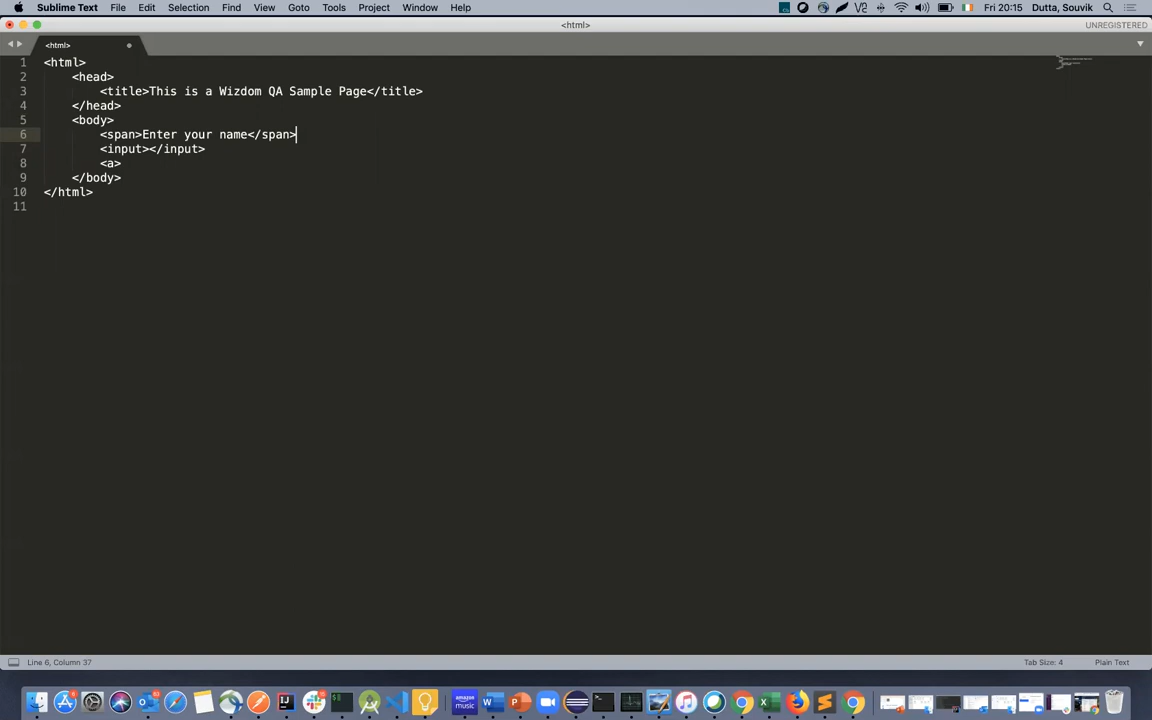 Sublime Text File Edit Selection Find View Goto Tools Project Window Help Fri 20:15 Dutta, Souvik
<html>
UNREGISTERED
<html>
1 <html>
2 <head>
3 <title>This is a Wizdom QA Sample Page</title>
4 </head>
5 <body>
6 <span>Enter your name</span>
7 <input></input>
8 <a>
9 </body>
10 </html>
11
Line 6, Column 37 Tab Size: 4 Plain Text
amazon music